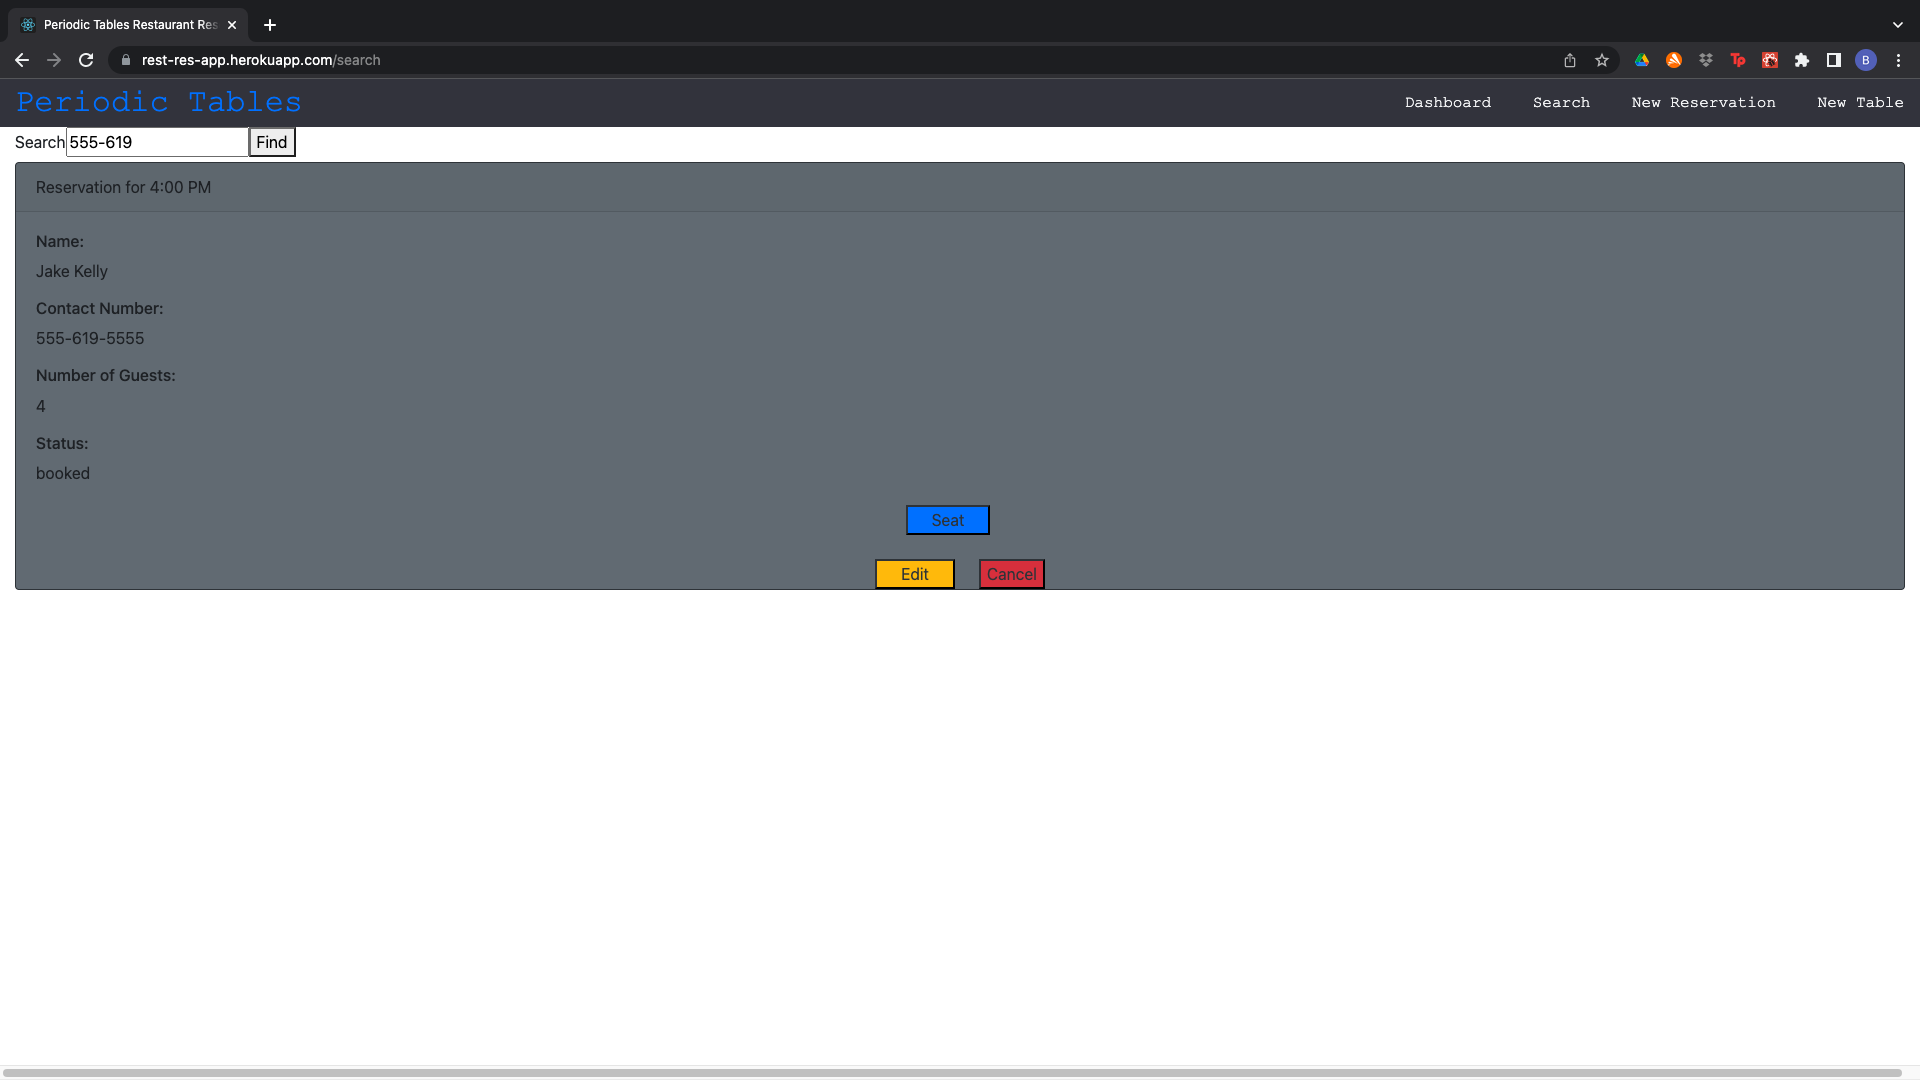 Periodic Tables Restaurant Res
rest-res-app.herokuapp.com/search
Tp
B
Periodic Tables
Dashboard
Search
New Reservation
New Table
Search
555-619
Find
Reservation for 4:00 PM
Name:
Jake Kelly
Contact Number:
555-619-5555
Number of Guests:
4
Status:
booked
Seat
Edit
Cancel